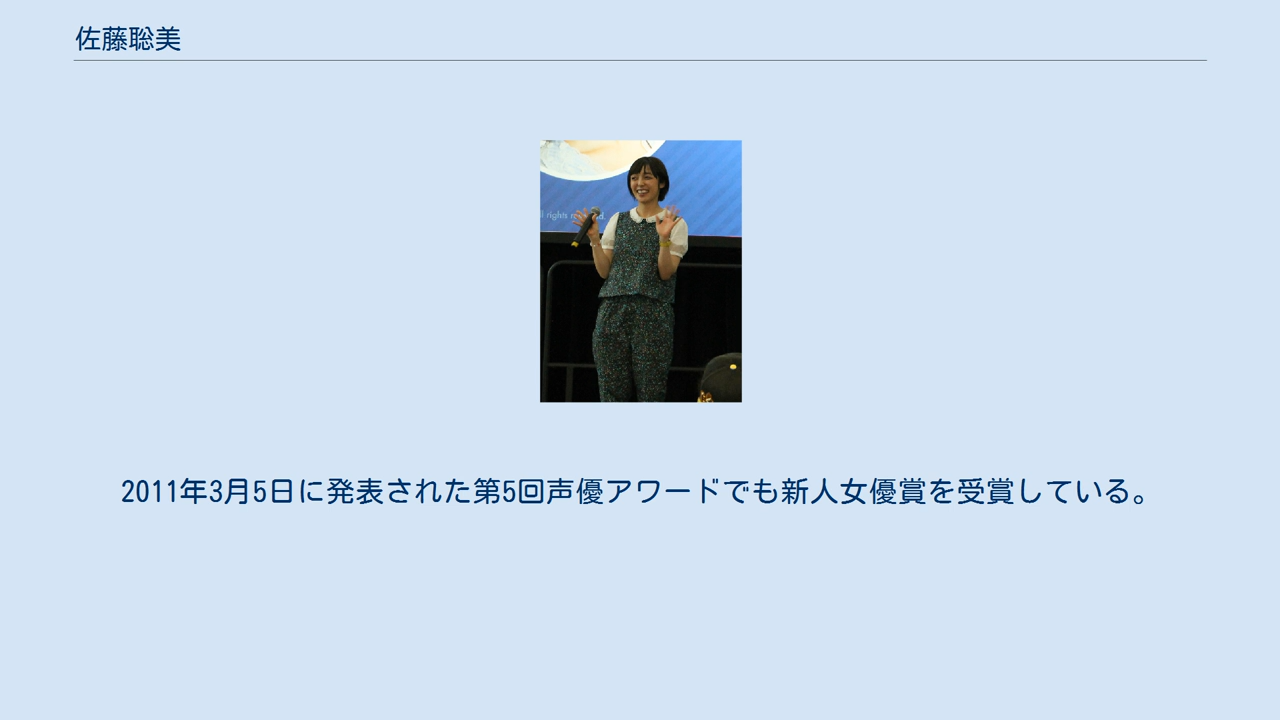 佐藤聡美
ll rights
2011年3月5日に発表された第5回声優アワードでも新人女優賞を受賞している。